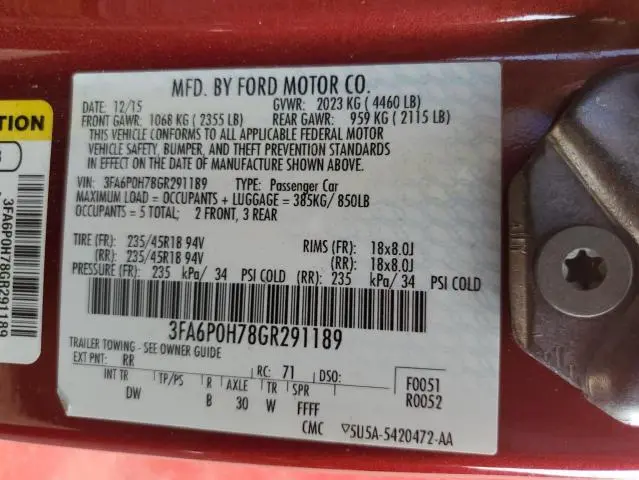 MFD. BY FORD MOTOR CO.
DATE: 12/15 GVWR: 2023 KG ( 4460 LB)
FRONT GAWR: 1068 KG ( 2355 LB) REAR GAWR: 959 KG ( 2115 LB)
THIS VEHICLE CONFORMS TO ALL APPLICABLE FEDERAL MOTOR
VEHICLE SAFETY, BUMPER, AND THEFT PREVENTION STANDARDS
IN EFFECT ON THE DATE OF MANUFACTURE SHOWN ABOVE.
VIN: 3FA6P0H78GR291189 TYPE: Passenger Car
MAXIMUM LOAD = OCCUPANTS + LUGGAGE = 385KG/ 850LB
OCCUPANTS = 5 TOTAL; 2 FRONT, 3 REAR
TIRE (FR): 235/45R18 94V RIMS (FR): 18x8.0J
(RR): 235/45R18 94V (RR): 18x8.0J
PRESSURE (FR): 235 kPa/ 34 PSI COLD (RR): 235 kPa/ 34 PSI COLD
3FA6P0H78GR291189
TRAILER TOWING - SEE OWNER GUIDE
EXT PNT: RR RC: 71 DSO:
INT TR TP/PS R AXLE TR SPR F0051
DW B 30 W FFFF R0052
CMC ▽5U5A-5420472-AA
TION
3FA6P0H78GR291189